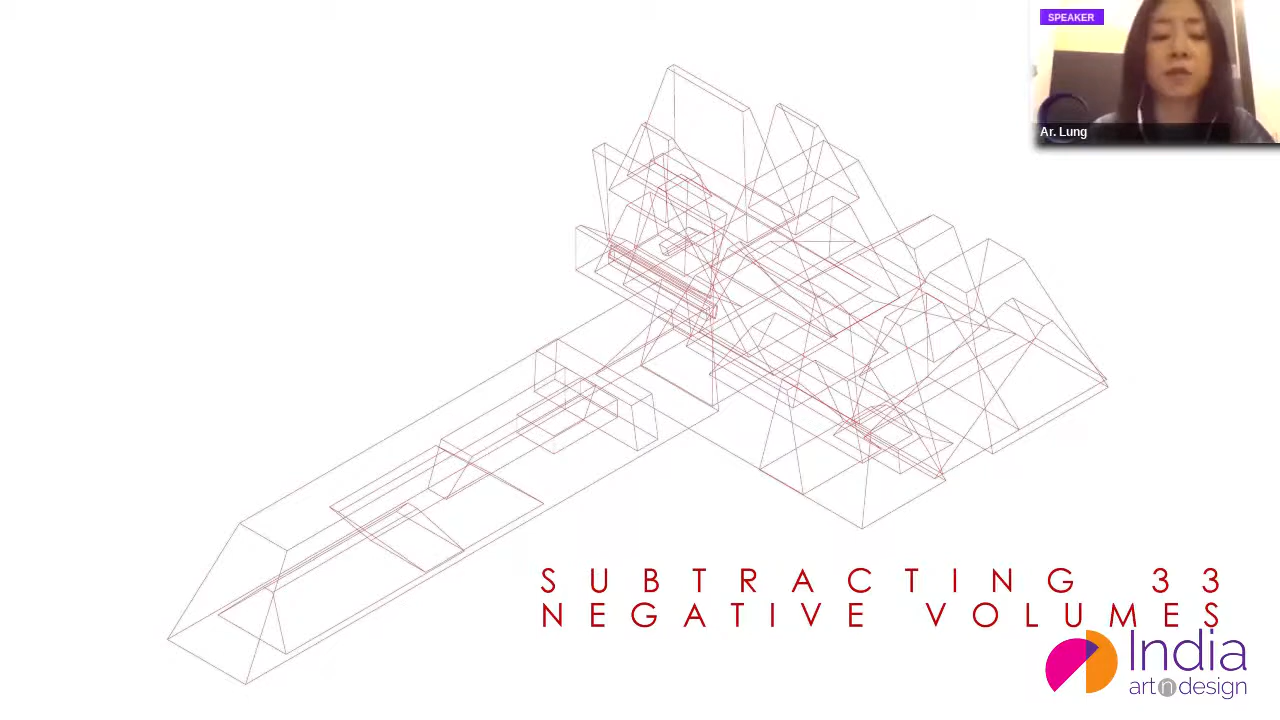 SPEAKER
Ar. Lung
SUBTRACTING 33
NEGATIVE VOLUMES
India
art n design